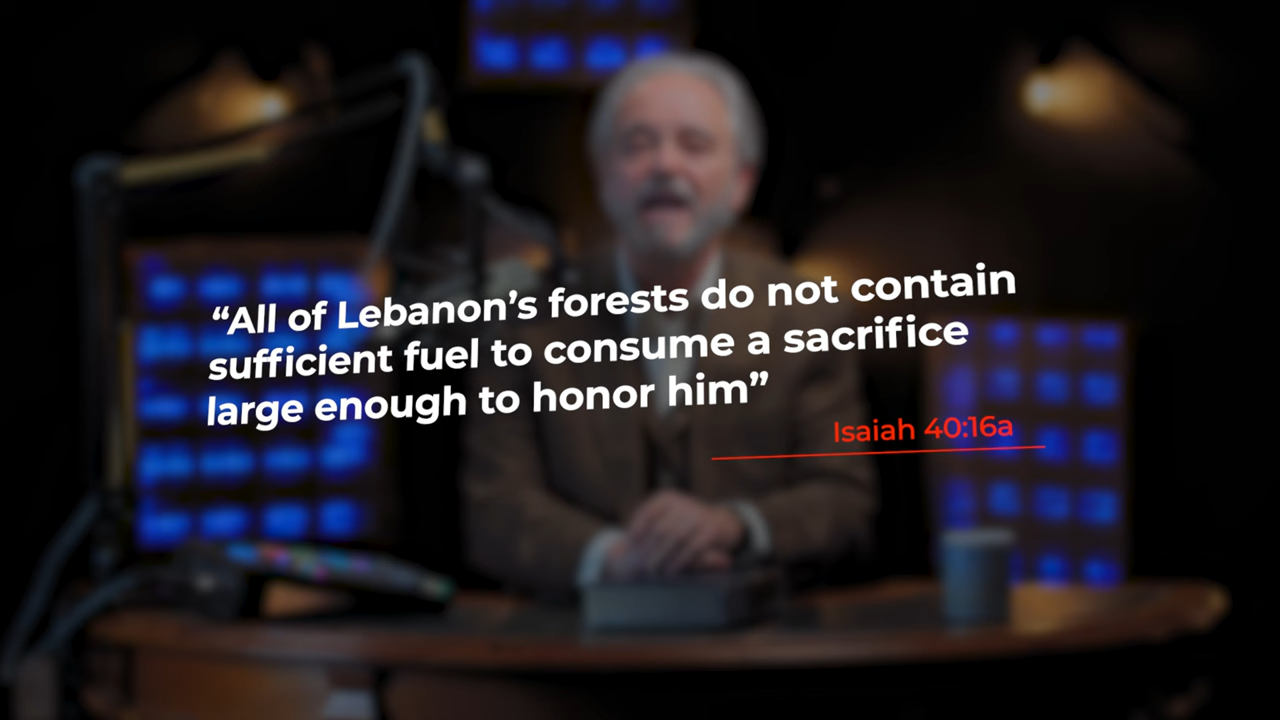 “All of Lebanon’s forests do not contain
sufficient fuel to consume a sacrifice
large enough to honor him”
Isaiah 40:16a